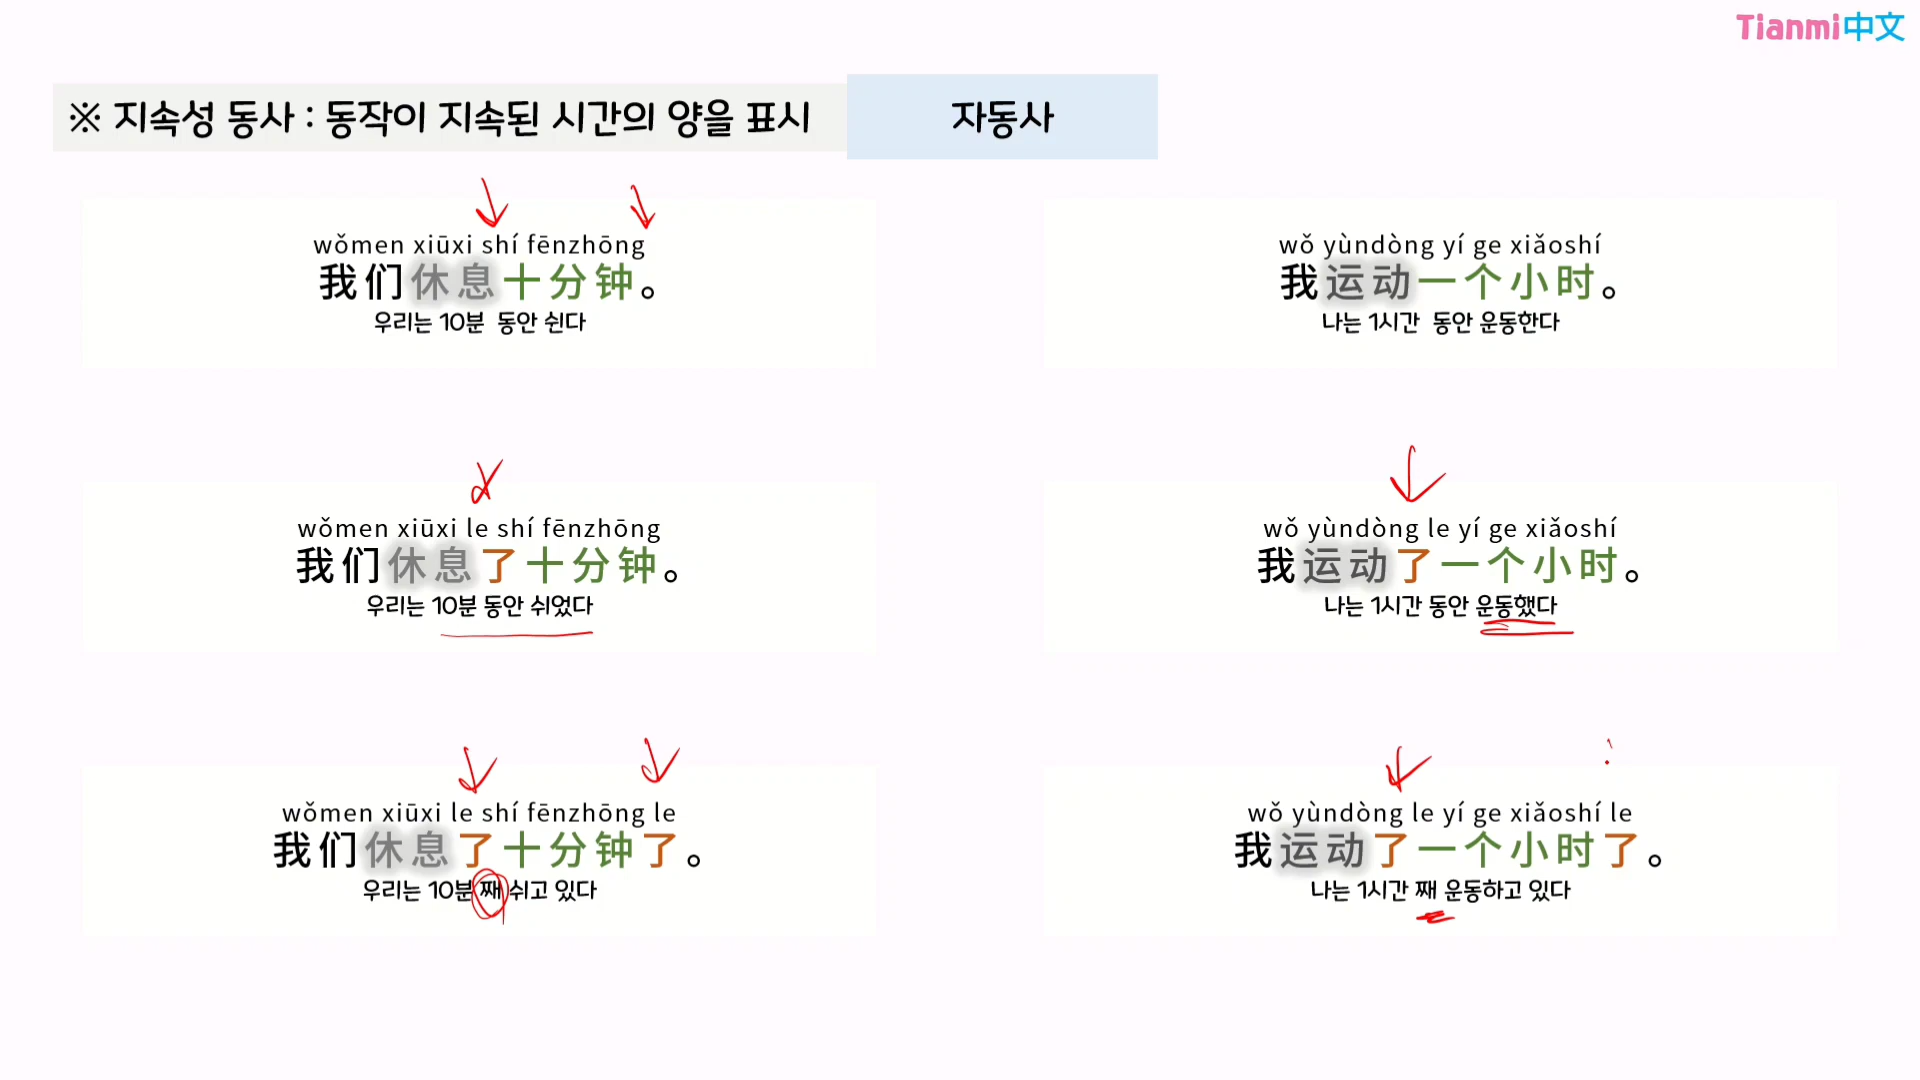 Tianmi中文
※ 지속성 동사 : 동작이 지속된 시간의 양을 표시
자동사
wǒmen xiūxi shí fēnzhōng
我们休息十分钟。
우리는 10분 동안 쉰다
wǒ yùndòng yí ge xiǎoshí
我运动一个小时。
나는 1시간 동안 운동한다
wǒmen xiūxi le shí fēnzhōng
我们休息了十分钟。
우리는 10분 동안 쉬었다
wǒ yùndòng le yí ge xiǎoshí
我运动了一个小时。
나는 1시간 동안 운동했다
wǒmen xiūxi le shí fēnzhōng le
我们休息了十分钟了。
우리는 10분 째 쉬고 있다
wǒ yùndòng le yí ge xiǎoshí le
我运动了一个小时了。
나는 1시간 째 운동하고 있다